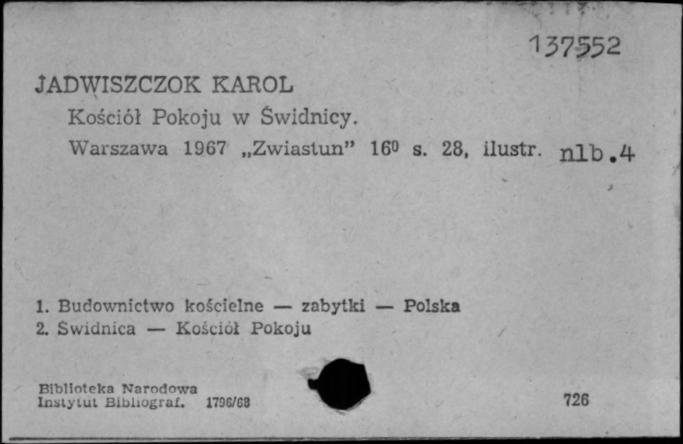 137552
JADWISZCZOK KAROL
Kościół Pokoju w Świdnicy.
Warszawa 1967 „Zwiastun” 16⁰ s. 28, ilustr. nlb.4
1. Budownictwo kościelne — zabytki — Polska
2. Świdnica — Kościół Pokoju
Biblioteka Narodowa
Instytut Bibliograf. 1796/68
726